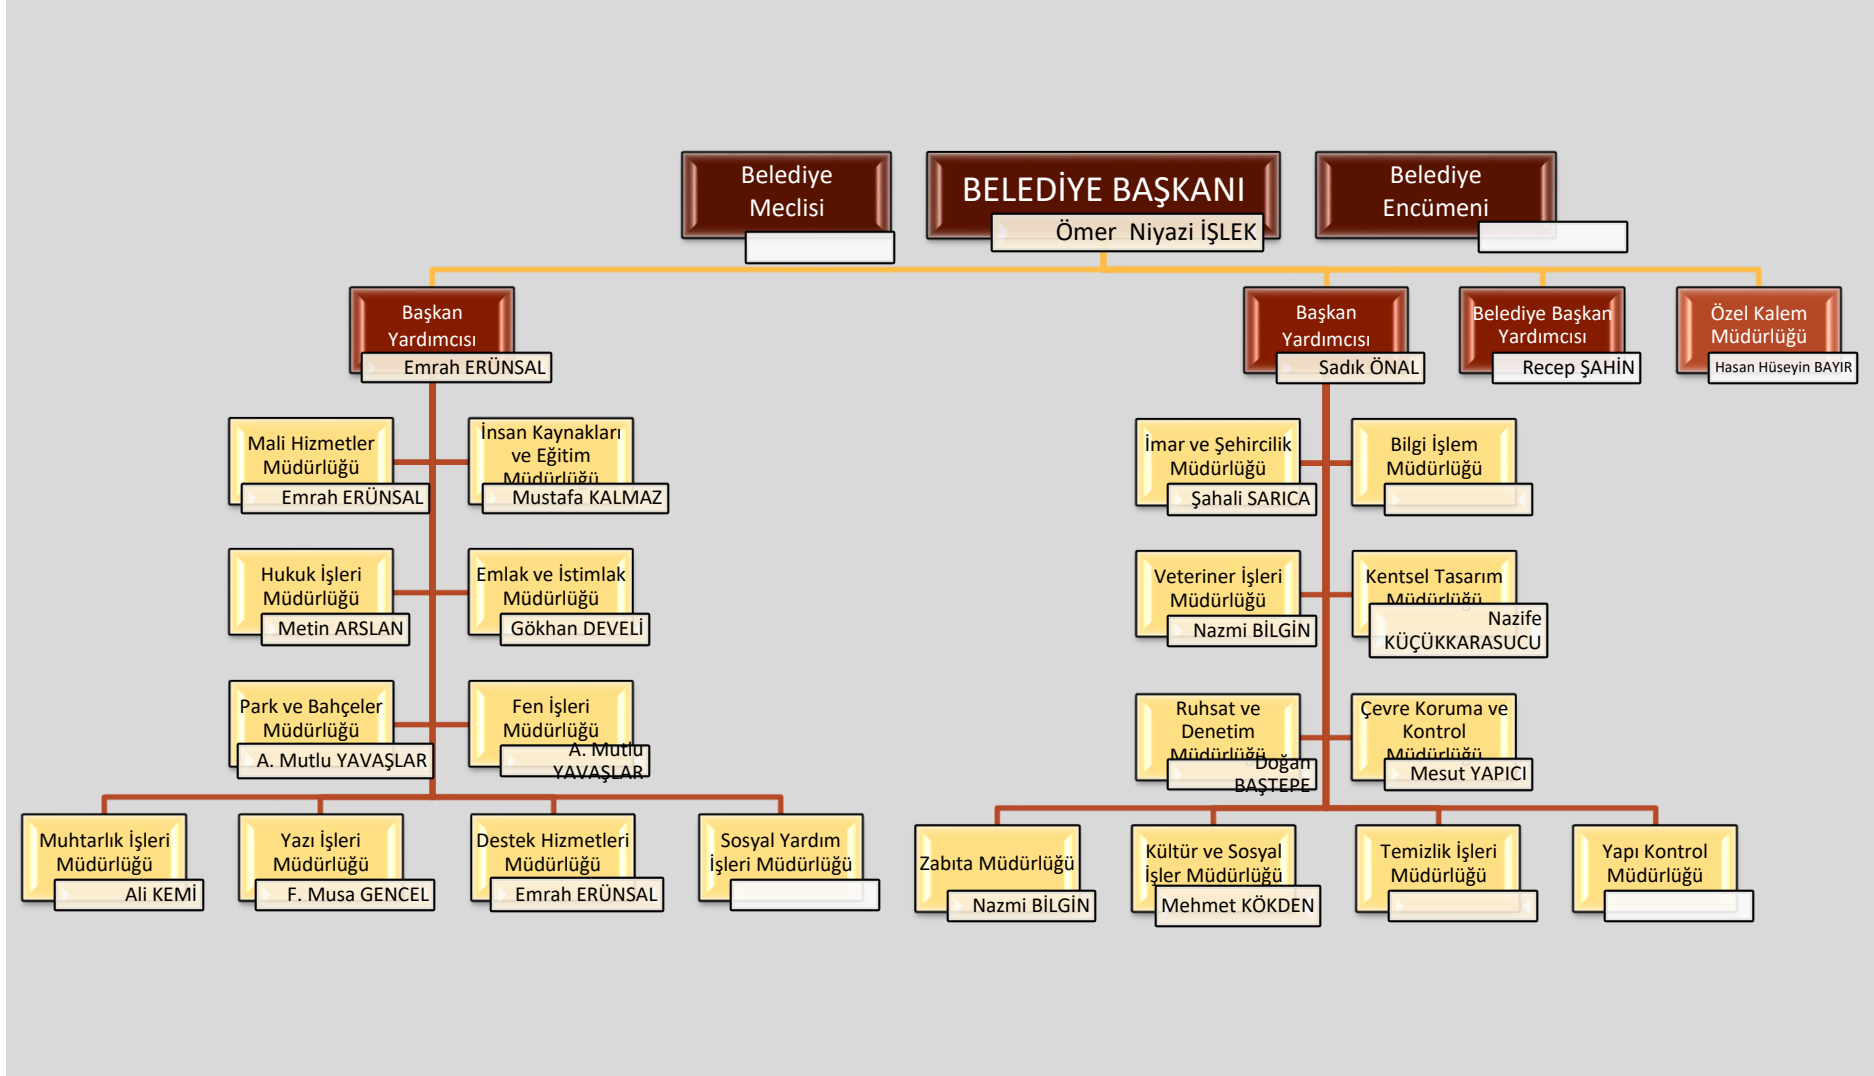 Belediye
Meclisi
BELEDİYE BAŞKANI
Ömer  Niyazi İŞLEK
Belediye
Encümeni
Başkan
Yardımcısı
Emrah ERÜNSAL
Başkan
Yardımcısı
Sadık ÖNAL
Belediye Başkan
Yardımcısı
Recep ŞAHİN
Özel Kalem
Müdürlüğü
Hasan Hüseyin BAYIR
Mali Hizmetler
Müdürlüğü
Emrah ERÜNSAL
İnsan Kaynakları
ve Eğitim
Müdürlüğü
Mustafa KALMAZ
İmar ve Şehircilik
Müdürlüğü
Şahali SARICA
Bilgi İşlem
Müdürlüğü
Hukuk İşleri
Müdürlüğü
Metin ARSLAN
Emlak ve İstimlak
Müdürlüğü
Gökhan DEVELİ
Veteriner İşleri
Müdürlüğü
Nazmi BİLGİN
Kentsel Tasarım
Müdürlüğü
Nazife
KÜÇÜKKARASUCU
Park ve Bahçeler
Müdürlüğü
A. Mutlu YAVAŞLAR
Fen İşleri
Müdürlüğü
A. Mutlu
YAVAŞLAR
Ruhsat ve
Denetim
Müdürlüğü
Doğan
BAŞTEPE
Çevre Koruma ve
Kontrol
Müdürlüğü
Mesut YAPICI
Muhtarlık İşleri
Müdürlüğü
Ali KEMİ
Yazı İşleri
Müdürlüğü
F. Musa GENCEL
Destek Hizmetleri
Müdürlüğü
Emrah ERÜNSAL
Sosyal Yardım
İşleri Müdürlüğü
Zabıta Müdürlüğü
Nazmi BİLGİN
Kültür ve Sosyal
İşler Müdürlüğü
Mehmet KÖKDEN
Temizlik İşleri
Müdürlüğü
Yapı Kontrol
Müdürlüğü